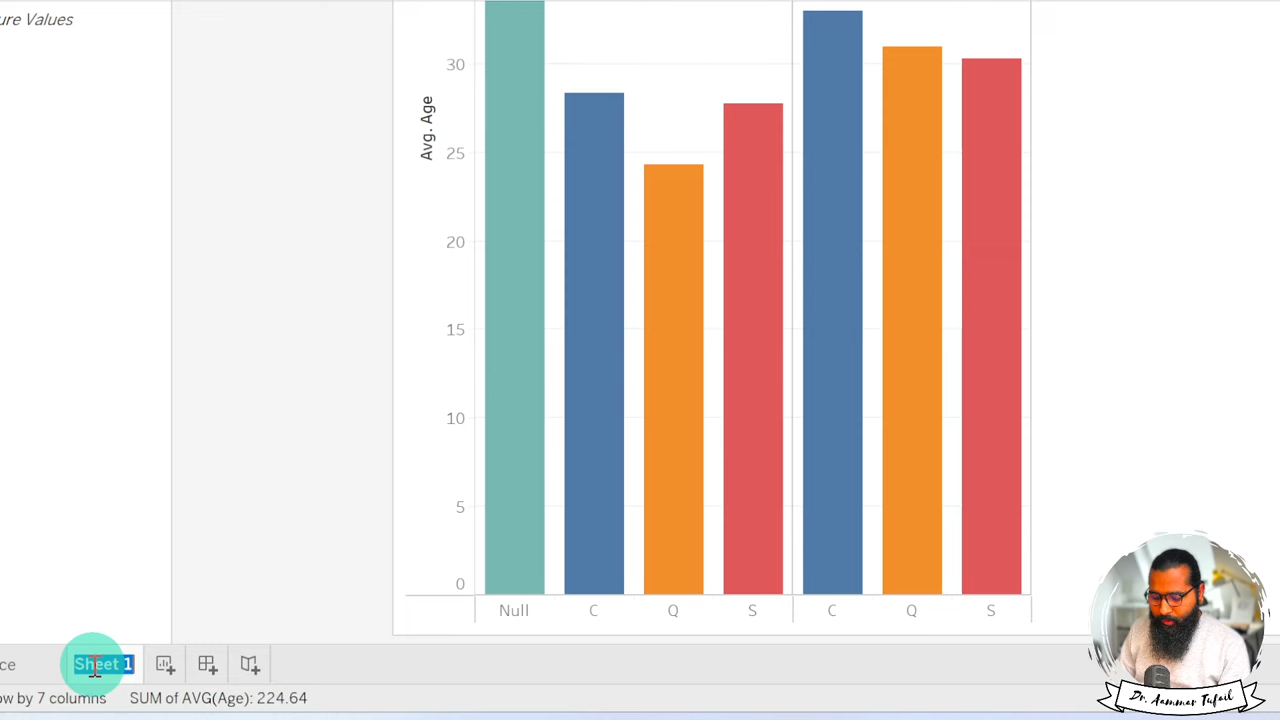 ure Values
30
25
20
15
10
5
0
Avg. Age
Null C Q S C Q S
ce Sheet 1
ow by 7 columns SUM of AVG(Age): 224.64
Dr. Aammar Tufail